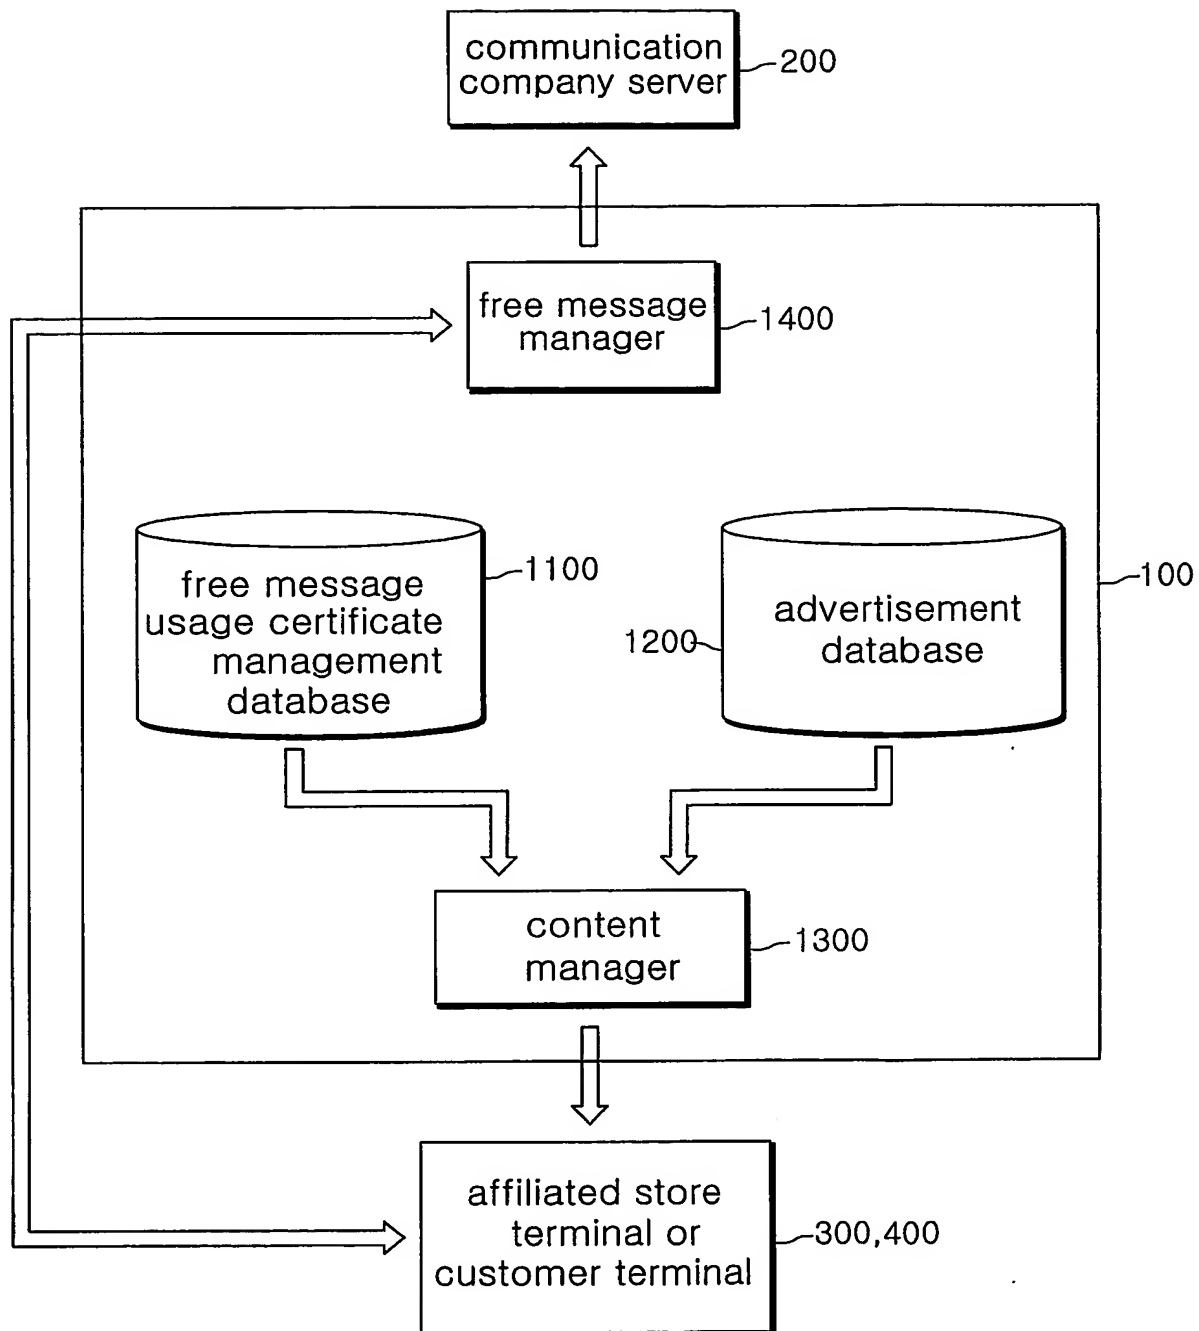 communication
company server
200
free message
manager
1400
free message
usage certificate
management
database
1100
advertisement
database
1200
100
content
manager
1300
affiliated store
terminal or
customer terminal
300,400